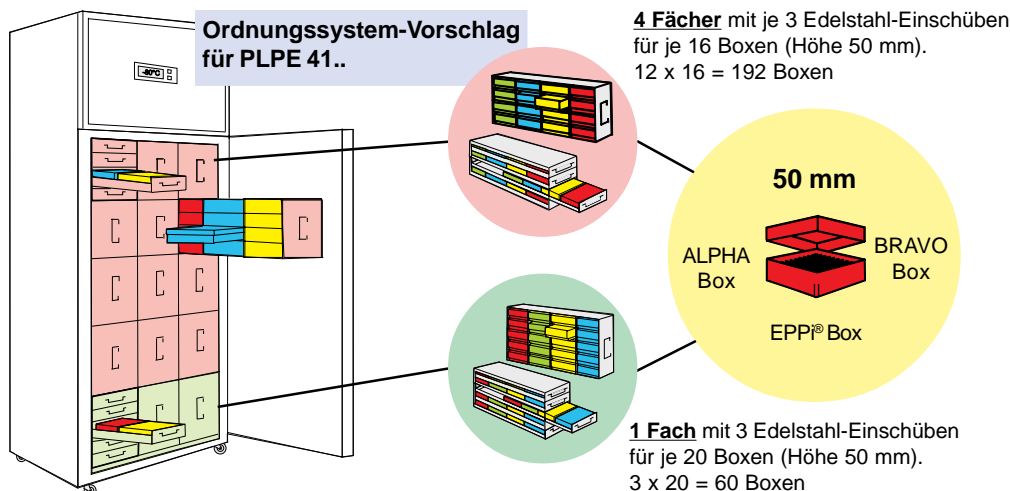 Ordnungssystem-Vorschlag
für PLPE 41..
-80°C
4 Fächer mit je 3 Edelstahl-Einschüben
für je 16 Boxen (Höhe 50 mm).
12 x 16 = 192 Boxen
50 mm
ALPHA
Box
BRAVO
Box
EPPi® Box
1 Fach mit 3 Edelstahl-Einschüben
für je 20 Boxen (Höhe 50 mm).
3 x 20 = 60 Boxen